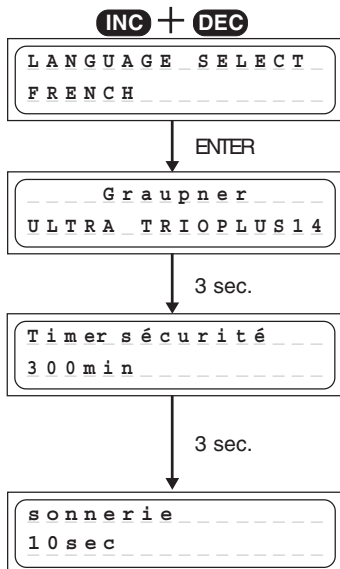 INC + DEC
LANGUAGE SELECT
FRENCH
ENTER
Graupner
ULTRA TRIOPLUS14
3 sec.
Timer sécurité
300min
3 sec.
sonnerie
10sec